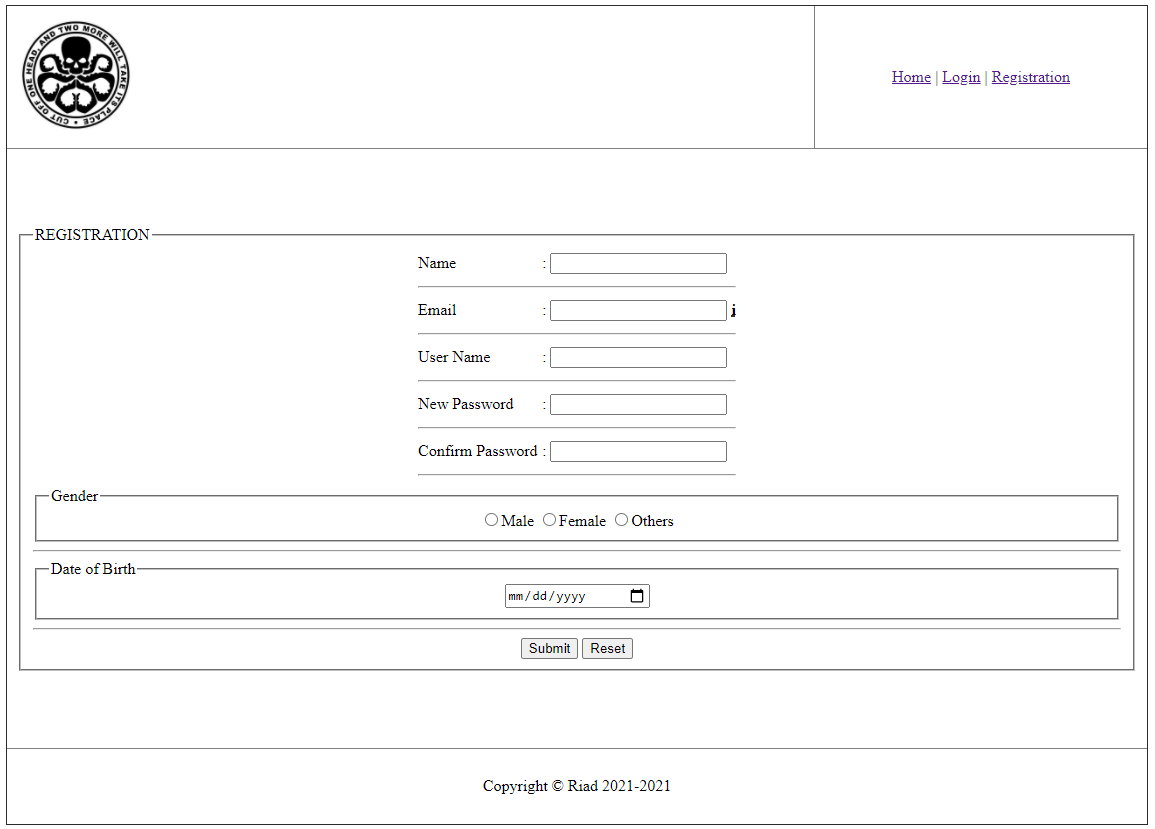 CUT OFF ONE HEAD, AND TWO MORE WILL TAKE ITS PLACE •
Home | Login | Registration
REGISTRATION
Name :
Email : i
User Name :
New Password :
Confirm Password :
Gender
Male Female Others
Date of Birth
mm/dd/yyyy
Submit Reset
Copyright © Riad 2021-2021